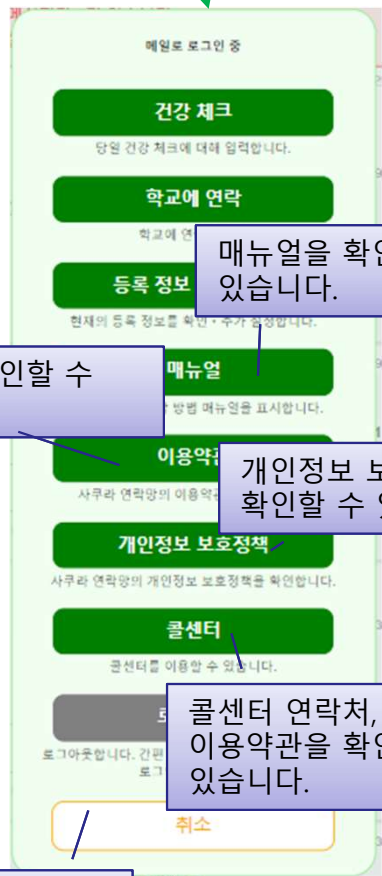 메일로 로그인 중
건강 체크
당일 건강 체크에 대해 입력합니다.
학교에 연락
학교에 연
매뉴얼을 확인
있습니다.
등록 정보
현재의 등록 정보를 확인・추가 설정합니다.
인할 수
매뉴얼
방법 매뉴얼을 표시합니다.
이용약관
사쿠라 연락망의 이용약관
개인정보 보
확인할 수 있
개인정보 보호정책
사쿠라 연락망의 개인정보 보호정책을 확인합니다.
콜센터
콜센터를 이용할 수 있습니다.
콜센터 연락처,
이용약관을 확인
있습니다.
로그아웃합니다. 간편
로그
취소